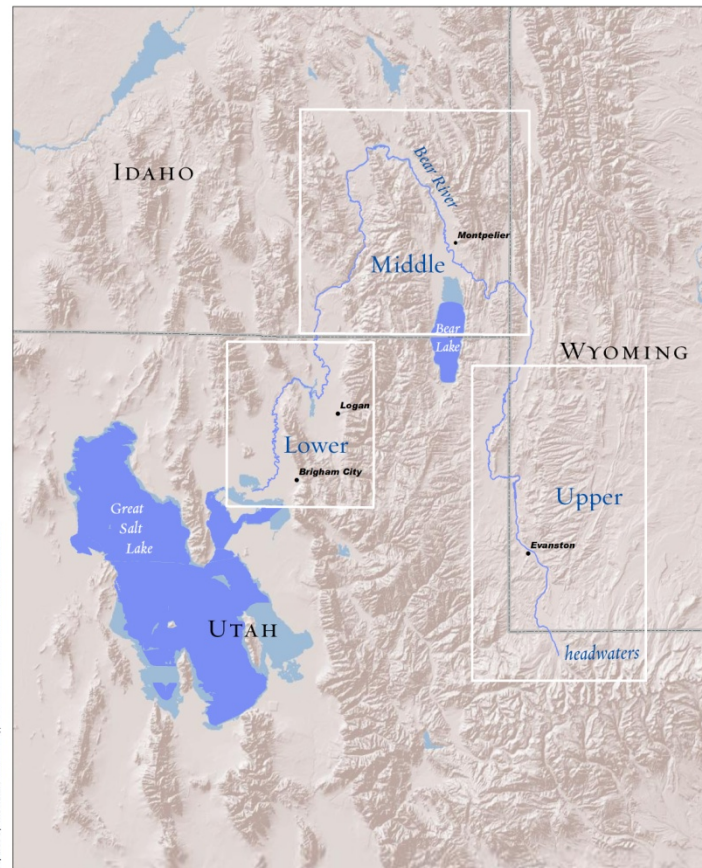 IDAHO
Bear River
Montpelier
Middle
Bear
Lake
WYOMING
Logan
Lower
Brigham City
Upper
Great
Salt
Lake
Evanston
UTAH
headwaters